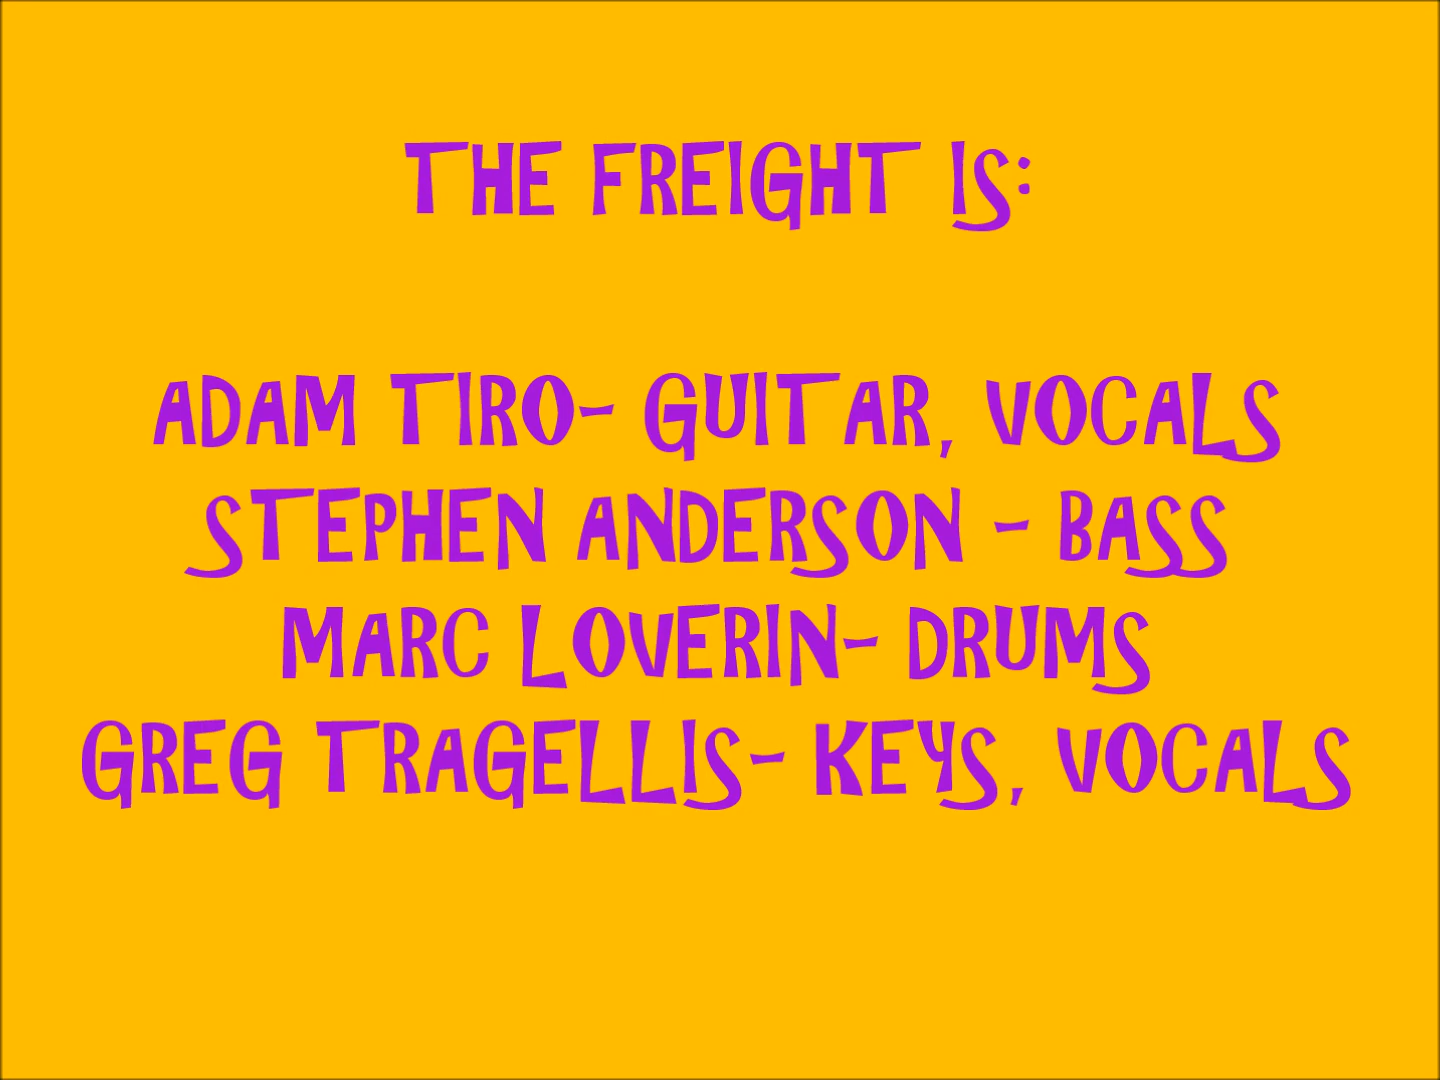 THE FREIGHT IS:
ADAM TIRO- GUITAR, VOCALS
STEPHEN ANDERSON - BASS
MARC LOVERIN- DRUMS
GREG TRAGELLIS- KEYS, VOCALS